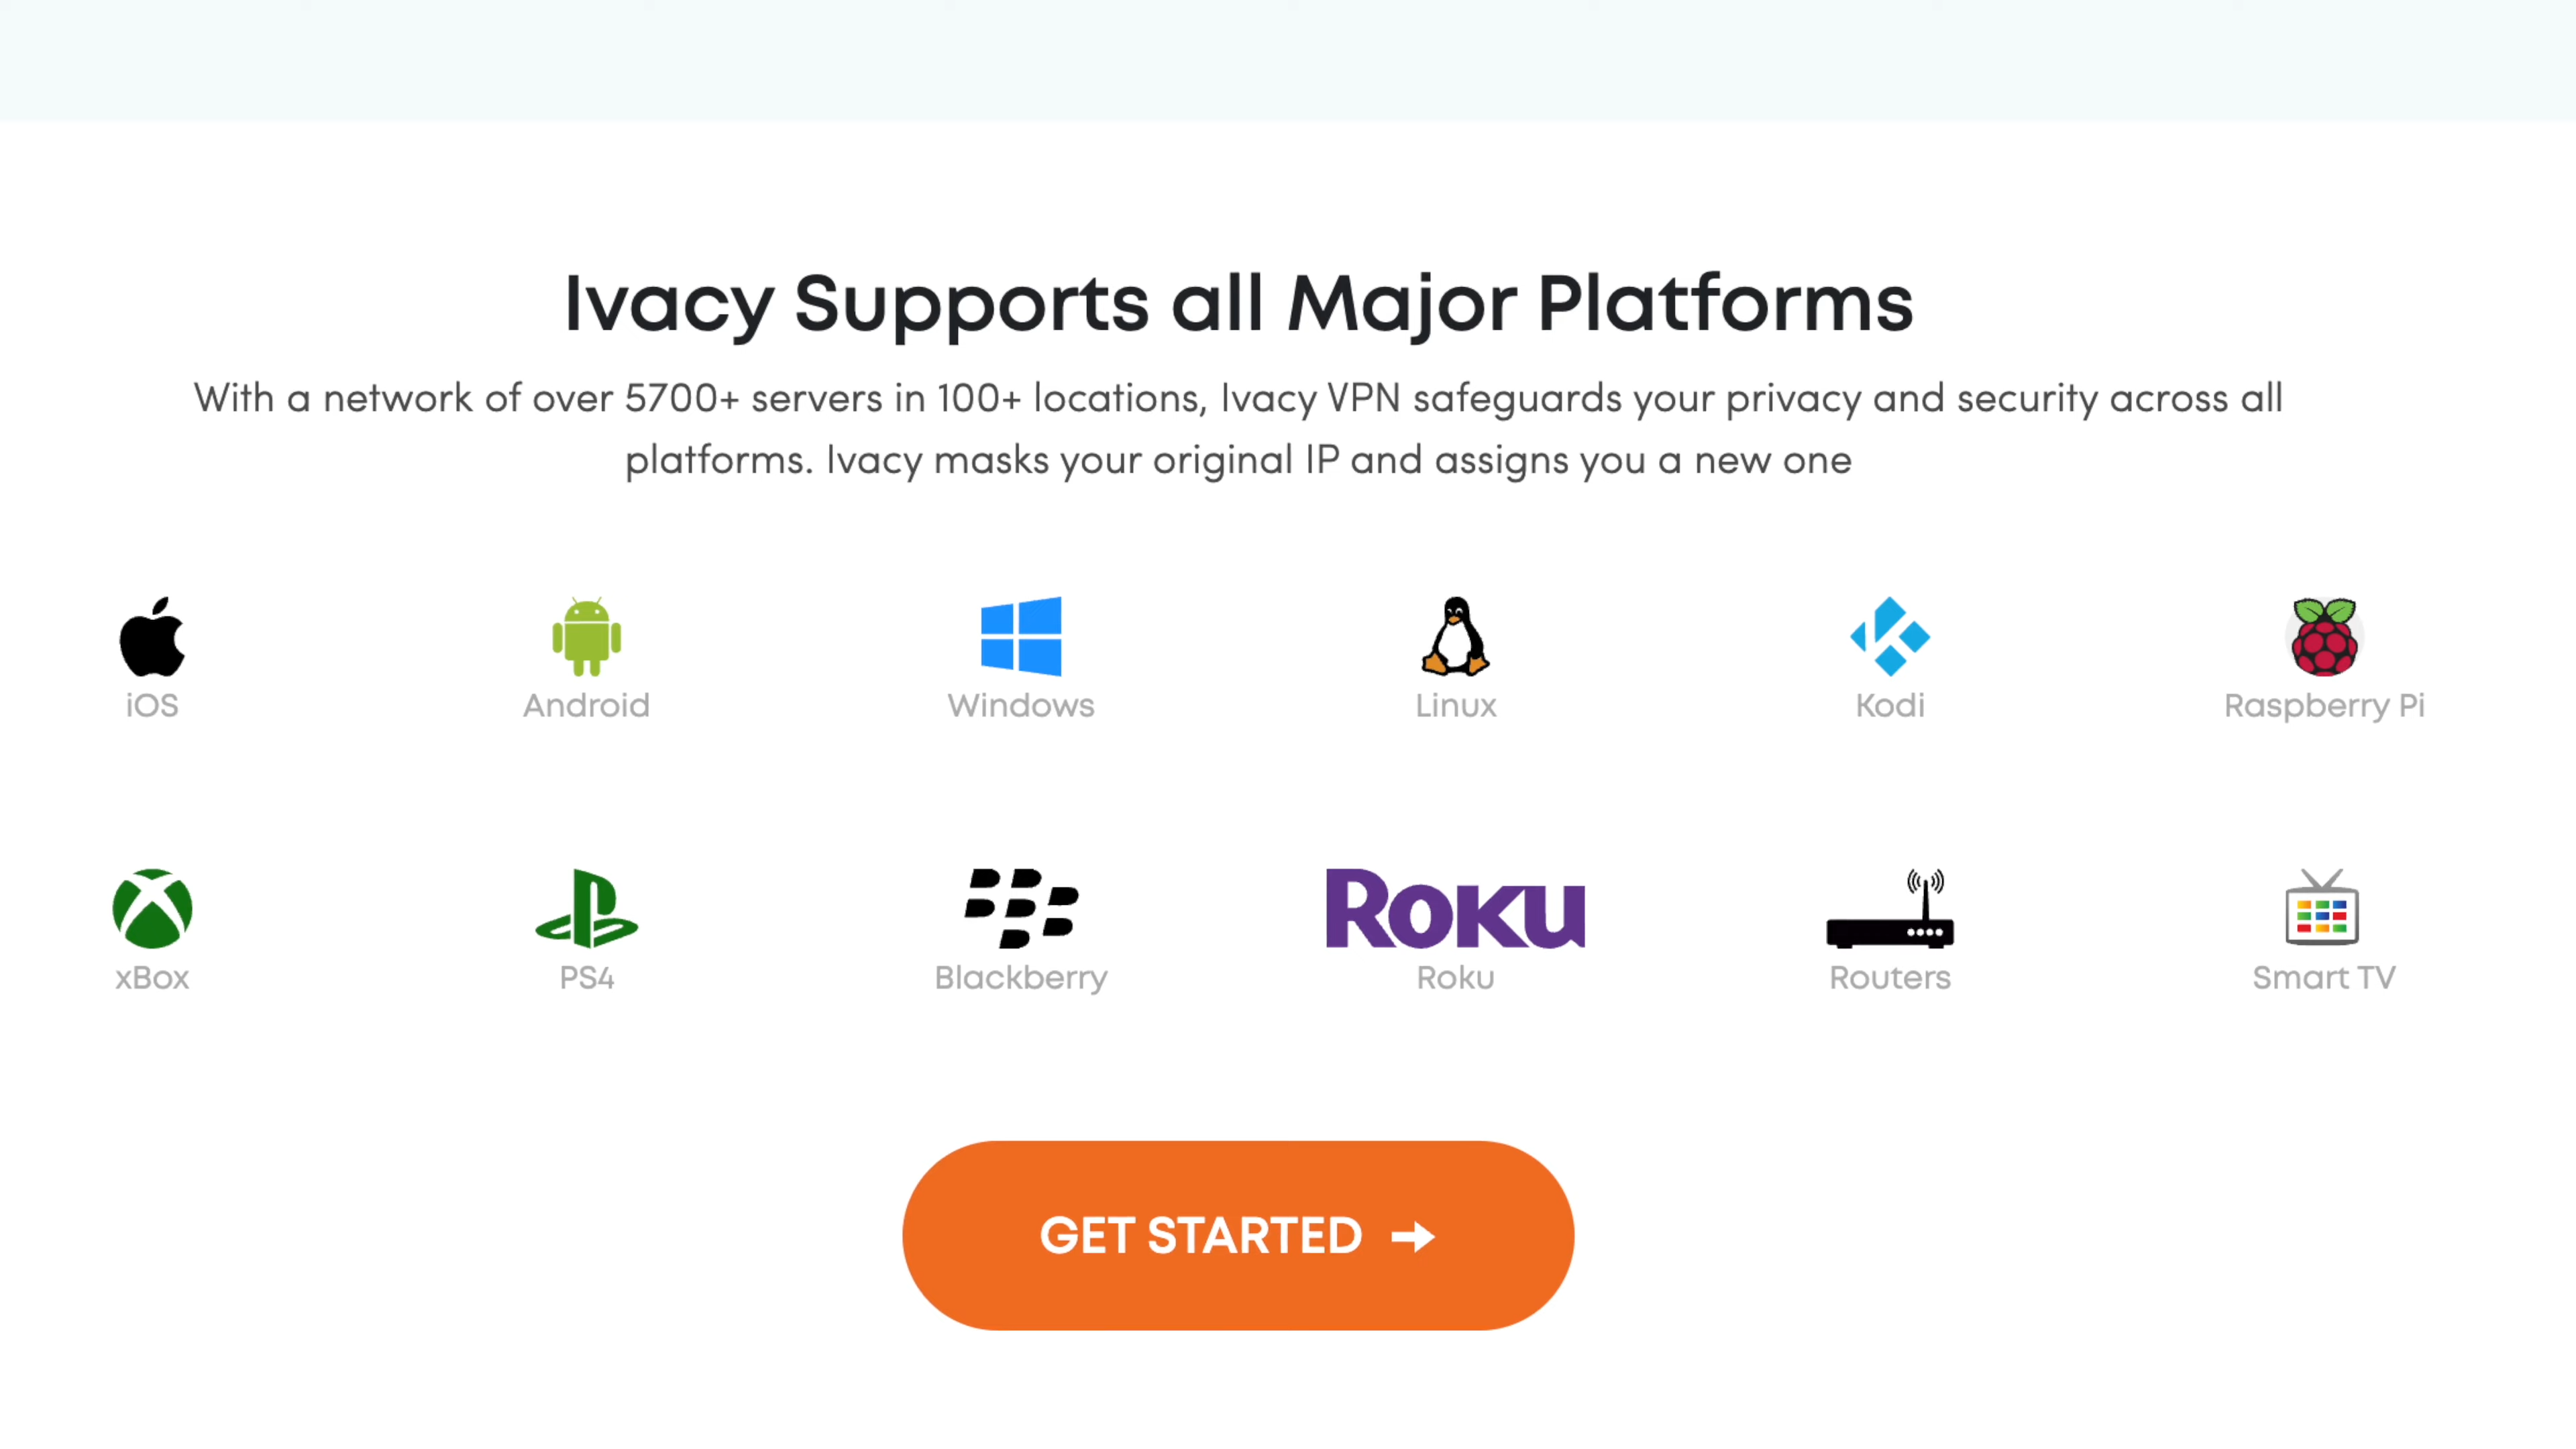 Ivacy Supports all Major Platforms
With a network of over 5700+ servers in 100+ locations, Ivacy VPN safeguards your privacy and security across all
platforms. Ivacy masks your original IP and assigns you a new one
iOS
Android
Windows
Linux
Kodi
Raspberry Pi
ROKU
xBox
PS4
Blackberry
Roku
Routers
Smart TV
GET STARTED